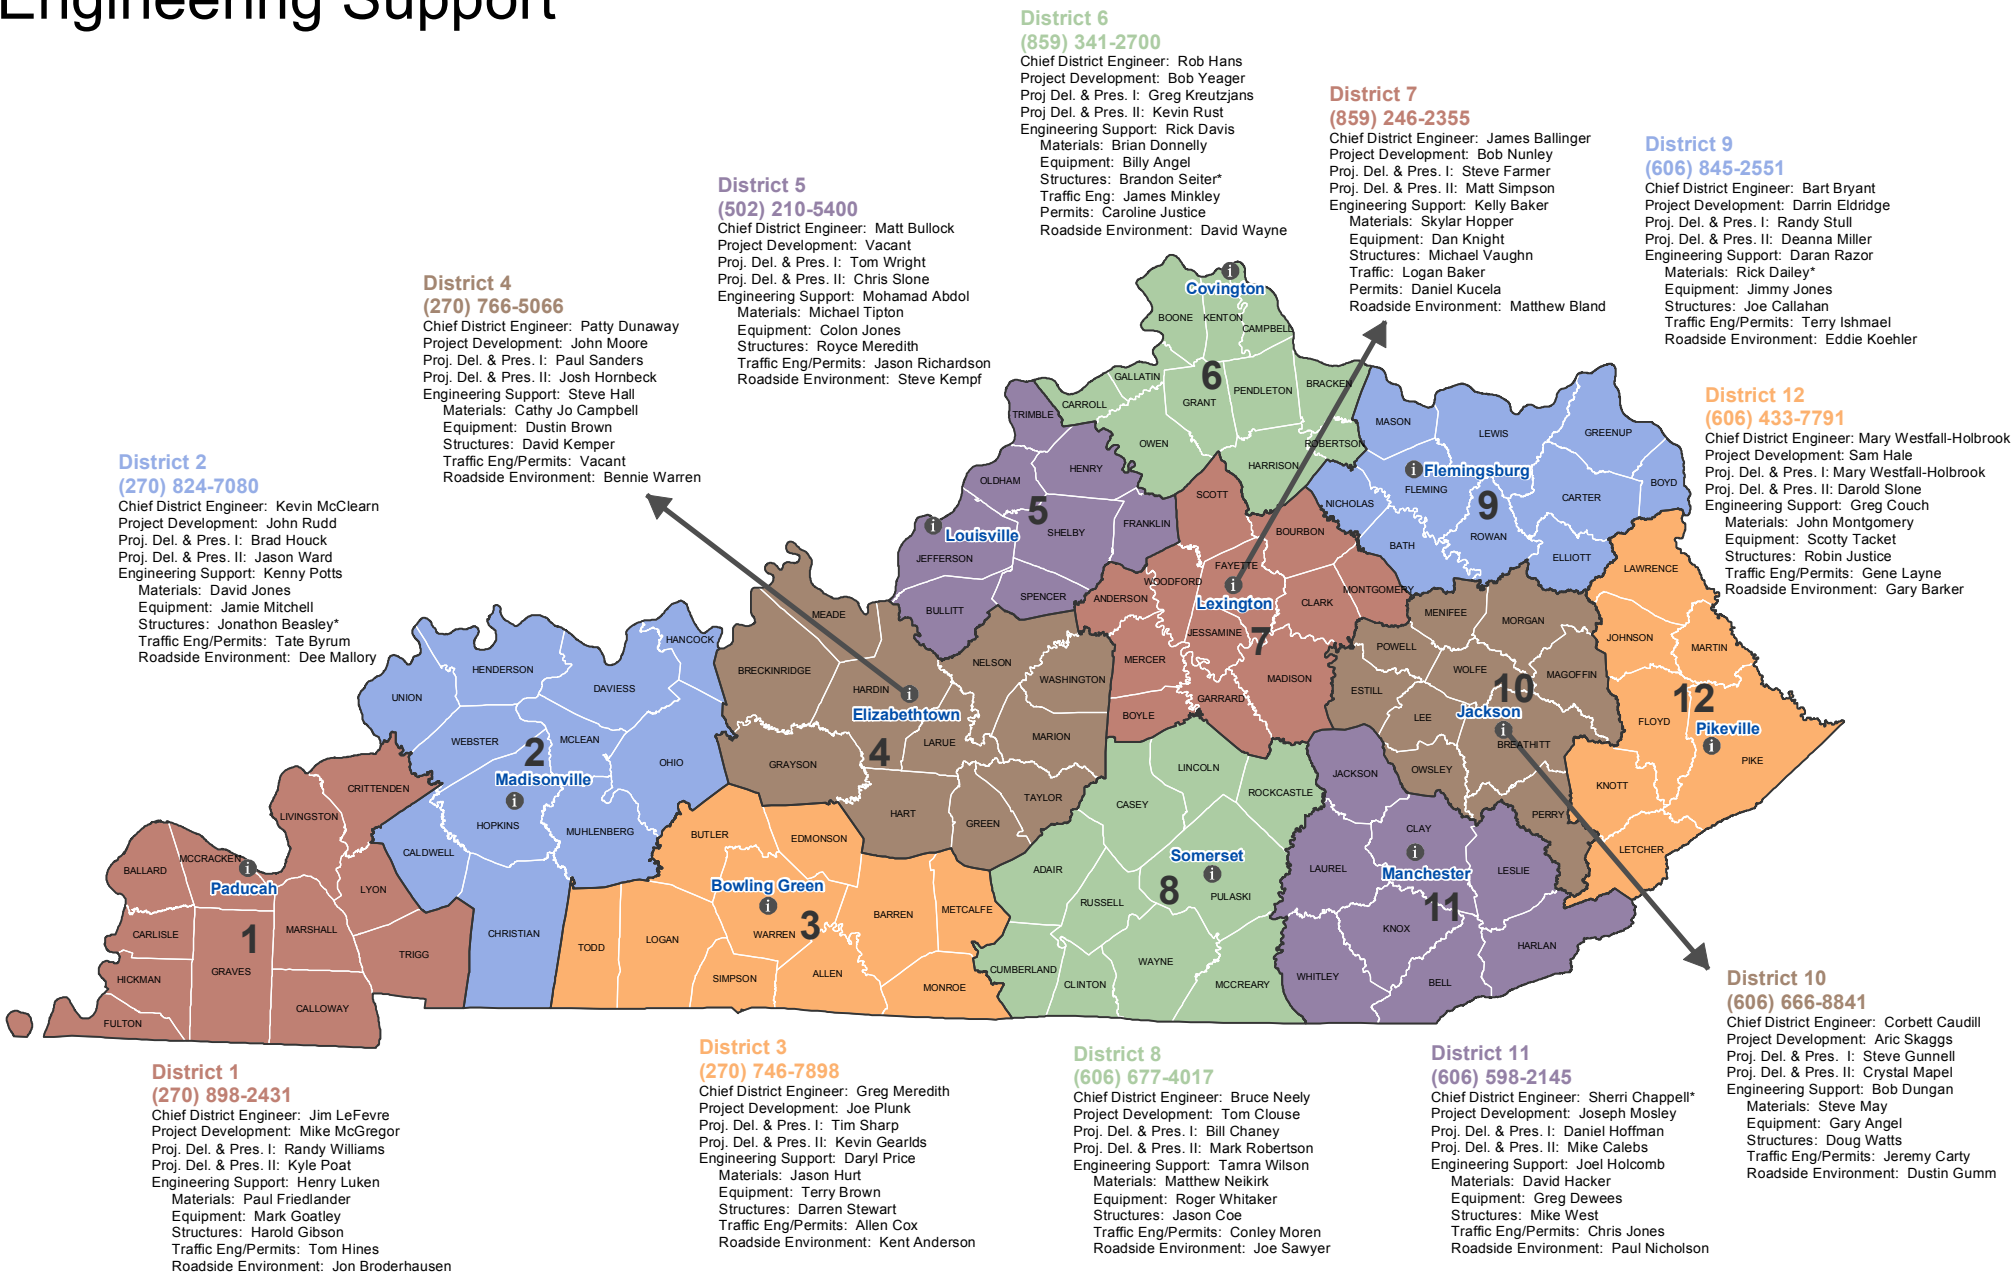 Engineering Support
District 6
(859) 341-2700
Chief District Engineer: Rob Hans
Project Development: Bob Yeager
Proj Del. & Pres. I: Greg Kreutzjans
Proj Del. & Pres. II: Kevin Rust
Engineering Support: Rick Davis
Materials: Brian Donnelly
Equipment: Billy Angel
Structures: Brandon Seiter*
Traffic Eng: James Minkley
Permits: Caroline Justice
Roadside Environment: David Wayne
District 7
(859) 246-2355
Chief District Engineer: James Ballinger
Project Development: Bob Nunley
Proj. Del. & Pres. I: Steve Farmer
Proj. Del. & Pres. II: Matt Simpson
Engineering Support: Kelly Baker
Materials: Skylar Hopper
Equipment: Dan Knight
Structures: Michael Vaughn
Traffic: Logan Baker
Permits: Daniel Kucela
Roadside Environment: Matthew Bland
District 9
(606) 845-2551
Chief District Engineer: Bart Bryant
Project Development: Darrin Eldridge
Proj. Del. & Pres. I: Randy Stull
Proj. Del. & Pres. II: Deanna Miller
Engineering Support: Daran Razor
Materials: Rick Dailey*
Equipment: Jimmy Jones
Structures: Joe Callahan
Traffic Eng/Permits: Terry Ishmael
Roadside Environment: Eddie Koehler
District 5
(502) 210-5400
Chief District Engineer: Matt Bullock
Project Development: Vacant
Proj. Del. & Pres. I: Tom Wright
Proj. Del. & Pres. II: Chris Slone
Engineering Support: Mohamad Abdol
Materials: Michael Tipton
Equipment: Colon Jones
Structures: Royce Meredith
Traffic Eng/Permits: Jason Richardson
Roadside Environment: Steve Kempf
District 4
(270) 766-5066
Chief District Engineer: Patty Dunaway
Project Development: John Moore
Proj. Del. & Pres. I: Paul Sanders
Proj. Del. & Pres. II: Josh Hornbeck
Engineering Support: Steve Hall
Materials: Cathy Jo Campbell
Equipment: Dustin Brown
Structures: David Kemper
Traffic Eng/Permits: Vacant
Roadside Environment: Bennie Warren
District 12
(606) 433-7791
Chief District Engineer: Mary Westfall-Holbrook
Project Development: Sam Hale
Proj. Del. & Pres. I: Mary Westfall-Holbrook
Proj. Del. & Pres. II: Darold Slone
Engineering Support: Greg Couch
Materials: John Montgomery
Equipment: Scotty Tacket
Structures: Robin Justice
Traffic Eng/Permits: Gene Layne
Roadside Environment: Gary Barker
District 2
(270) 824-7080
Chief District Engineer: Kevin McClearn
Project Development: John Rudd
Proj. Del. & Pres. I: Brad Houck
Proj. Del. & Pres. II: Jason Ward
Engineering Support: Kenny Potts
Materials: David Jones
Equipment: Jamie Mitchell
Structures: Jonathon Beasley*
Traffic Eng/Permits: Tate Byrum
Roadside Environment: Dee Mallory
Covington
BOONE
KENTON
CAMPBELL
6
GALLATIN
CARROLL
GRANT
PENDLETON
BRACKEN
OWEN
ROBERTSON
HARRISON
TRIMBLE
HENRY
OLDHAM
5
Louisville
SHELBY
FRANKLIN
JEFFERSON
BULLITT
SPENCER
MASON
LEWIS
GREENUP
Flemingsburg
FLEMING
9
NICHOLAS
CARTER
BOYD
BATH
ROWAN
ELLIOTT
SCOTT
BOURBON
FAYETTE
WOODFORD
Lexington
ANDERSON
CLARK
MONTGOMERY
JESSAMINE
7
MERCER
MADISON
GARRARD
BOYLE
MEADE
BRECKINRIDGE
HARDIN
Elizabethtown
NELSON
WASHINGTON
4
LARUE
MARION
GRAYSON
HART
GREEN
TAYLOR
HANCOCK
HENDERSON
UNION
DAVIESS
WEBSTER
2
MCLEAN
OHIO
Madisonville
HOPKINS
MUHLENBERG
CALDWELL
CHRISTIAN
CRITTENDEN
LIVINGSTON
MCCRACKEN
BALLARD
Paducah
LYON
CARLISLE
1
MARSHALL
TRIGG
HICKMAN
GRAVES
CALLOWAY
FULTON
BUTLER
EDMONSON
Bowling Green
WARREN
3
BARREN
METCALFE
TODD
LOGAN
SIMPSON
ALLEN
MONROE
LINCOLN
CASEY
ROCKCASTLE
Somerset
ADAIR
RUSSELL
8
PULASKI
CUMBERLAND
CLINTON
WAYNE
MCCREARY
MENIFEE
MORGAN
POWELL
WOLFE
MAGOFFIN
ESTILL
10
LEE
Jackson
BREATHITT
OWSLEY
PERRY
LAWRENCE
JOHNSON
MARTIN
12
FLOYD
Pikeville
PIKE
KNOTT
LETCHER
JACKSON
CLAY
LAUREL
Manchester
LESLIE
11
KNOX
HARLAN
WHITLEY
BELL
District 10
(606) 666-8841
Chief District Engineer: Corbett Caudill
Project Development: Aric Skaggs
Proj. Del. & Pres. I: Steve Gunnell
Proj. Del. & Pres. II: Crystal Mapel
Engineering Support: Bob Dungan
Materials: Steve May
Equipment: Gary Angel
Structures: Doug Watts
Traffic Eng/Permits: Jeremy Carty
Roadside Environment: Dustin Gumm
District 1
(270) 898-2431
Chief District Engineer: Jim LeFevre
Project Development: Mike McGregor
Proj. Del. & Pres. I: Randy Williams
Proj. Del. & Pres. II: Kyle Poat
Engineering Support: Henry Luken
Materials: Paul Friedlander
Equipment: Mark Goatley
Structures: Harold Gibson
Traffic Eng/Permits: Tom Hines
Roadside Environment: Jon Broderhausen
District 3
(270) 746-7898
Chief District Engineer: Greg Meredith
Project Development: Joe Plunk
Proj. Del. & Pres. I: Tim Sharp
Proj. Del. & Pres. II: Kevin Gearlds
Engineering Support: Daryl Price
Materials: Jason Hurt
Equipment: Terry Brown
Structures: Darren Stewart
Traffic Eng/Permits: Allen Cox
Roadside Environment: Kent Anderson
District 8
(606) 677-4017
Chief District Engineer: Bruce Neely
Project Development: Tom Clouse
Proj. Del. & Pres. I: Bill Chaney
Proj. Del. & Pres. II: Mark Robertson
Engineering Support: Tamra Wilson
Materials: Matthew Neikirk
Equipment: Roger Whitaker
Structures: Jason Coe
Traffic Eng/Permits: Conley Moren
Roadside Environment: Joe Sawyer
District 11
(606) 598-2145
Chief District Engineer: Sherri Chappell*
Project Development: Joseph Mosley
Proj. Del. & Pres. I: Daniel Hoffman
Proj. Del. & Pres. II: Mike Calebs
Engineering Support: Joel Holcomb
Materials: David Hacker
Equipment: Greg Dewees
Structures: Mike West
Traffic Eng/Permits: Chris Jones
Roadside Environment: Paul Nicholson